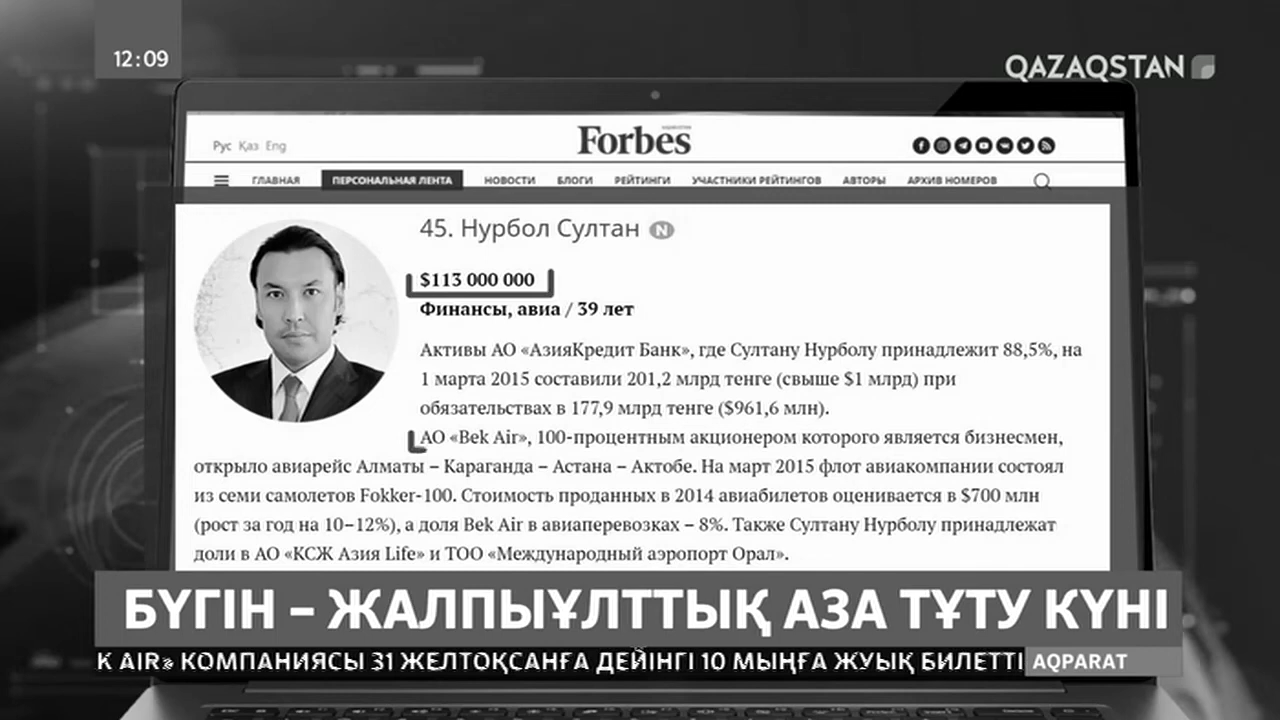 12:09
QAZAQSTAN
Рус Қаз Eng
Forbes
ГЛАВНАЯ ПЕРСОНАЛЬНАЯ ЛЕНТА НОВОСТИ БЛОГИ РЕЙТИНГИ УЧАСТНИКИ РЕЙТИНГОВ АВТОРЫ АРХИВ НОМЕРОВ
45. Нурбол Султан N
$113 000 000
Финансы, авиа / 39 лет
Активы АО «АзияКредит Банк», где Султану Нурболу принадлежит 88,5%, на
1 марта 2015 составили 201,2 млрд тенге (свыше $1 млрд) при
обязательствах в 177,9 млрд тенге ($961,6 млн).
АО «Bek Air», 100-процентным акционером которого является бизнесмен,
открыло авиарейс Алматы – Караганда – Астана – Актобе. На март 2015 флот авиакомпании состоял
из семи самолетов Fokker-100. Стоимость проданных в 2014 авиабилетов оценивается в $700 млн
(рост за год на 10–12%), а доля Bek Air в авиаперевозках – 8%. Также Султану Нурболу принадлежат
доли в АО «КСЖ Азия Life» и ТОО «Международный аэропорт Орал».
БҮГІН – ЖАЛПЫҰЛТТЫҚ АЗА ТҰТУ КҮНІ
K AIR» КОМПАНИЯСЫ 31 ЖЕЛТОҚСАНҒА ДЕЙІНГІ 10 МЫҢҒА ЖУЫҚ БИЛЕТТІ AQPARAT